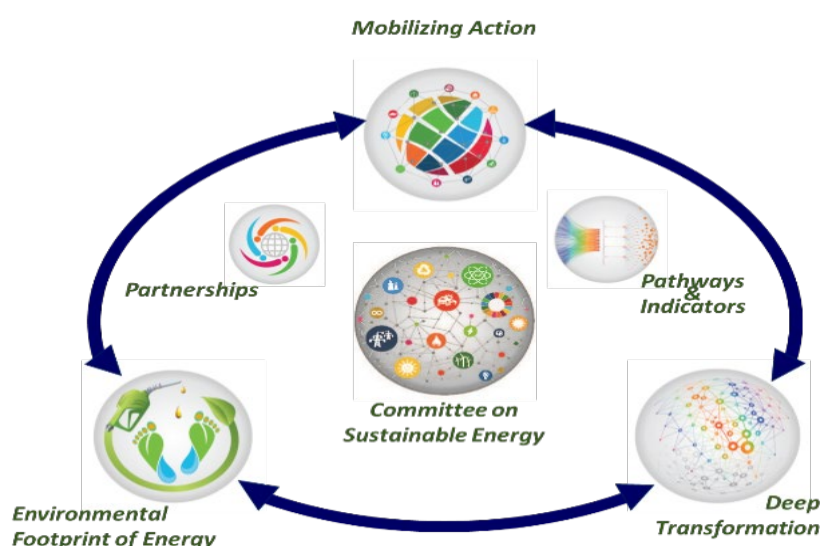 Mobilizing Action
Partnerships
Pathways
&
Indicators
Committee on
Sustainable Energy
Environmental
Footprint of Energy
Deep
Transformation